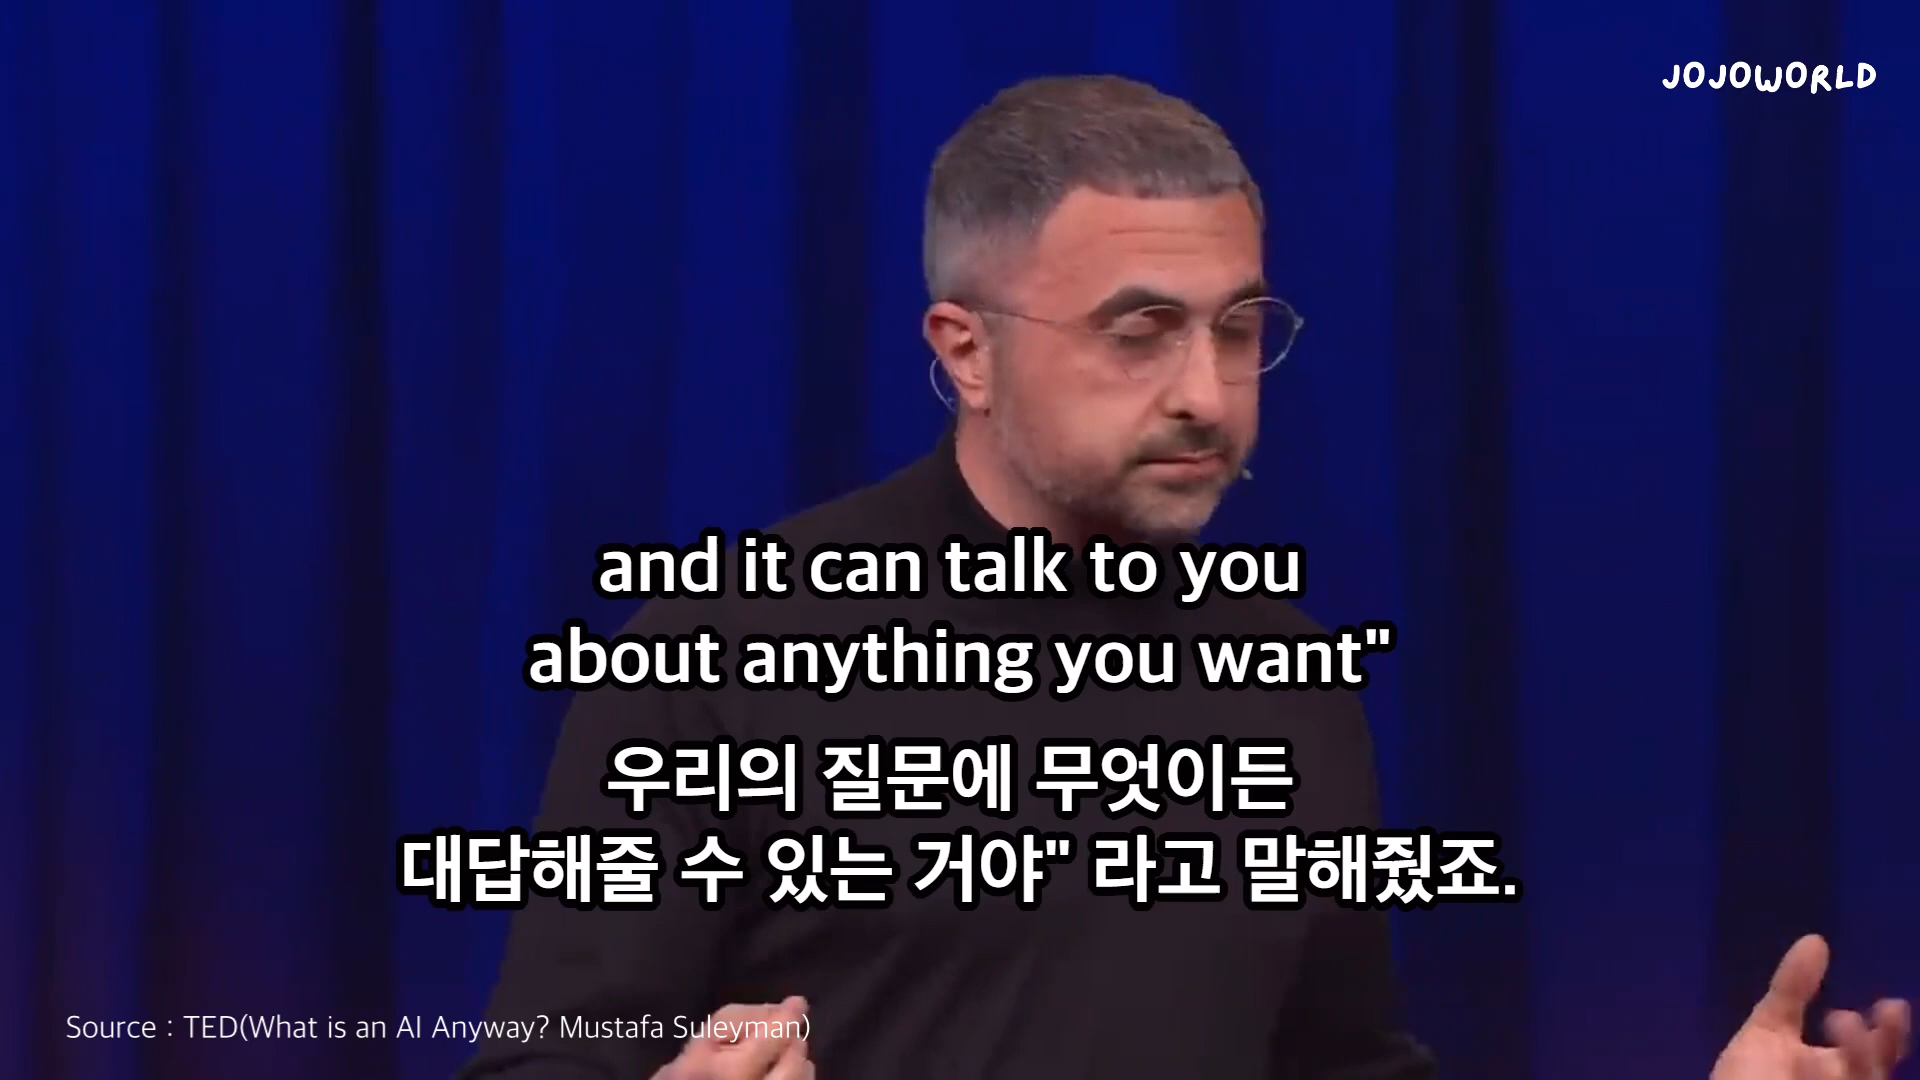 JOJOWORLD
and it can talk to you
about anything you want"
우리의 질문에 무엇이든
대답해줄 수 있는 거야" 라고 말해줬죠.
Source : TED(What is an AI Anyway? Mustafa Suleyman)